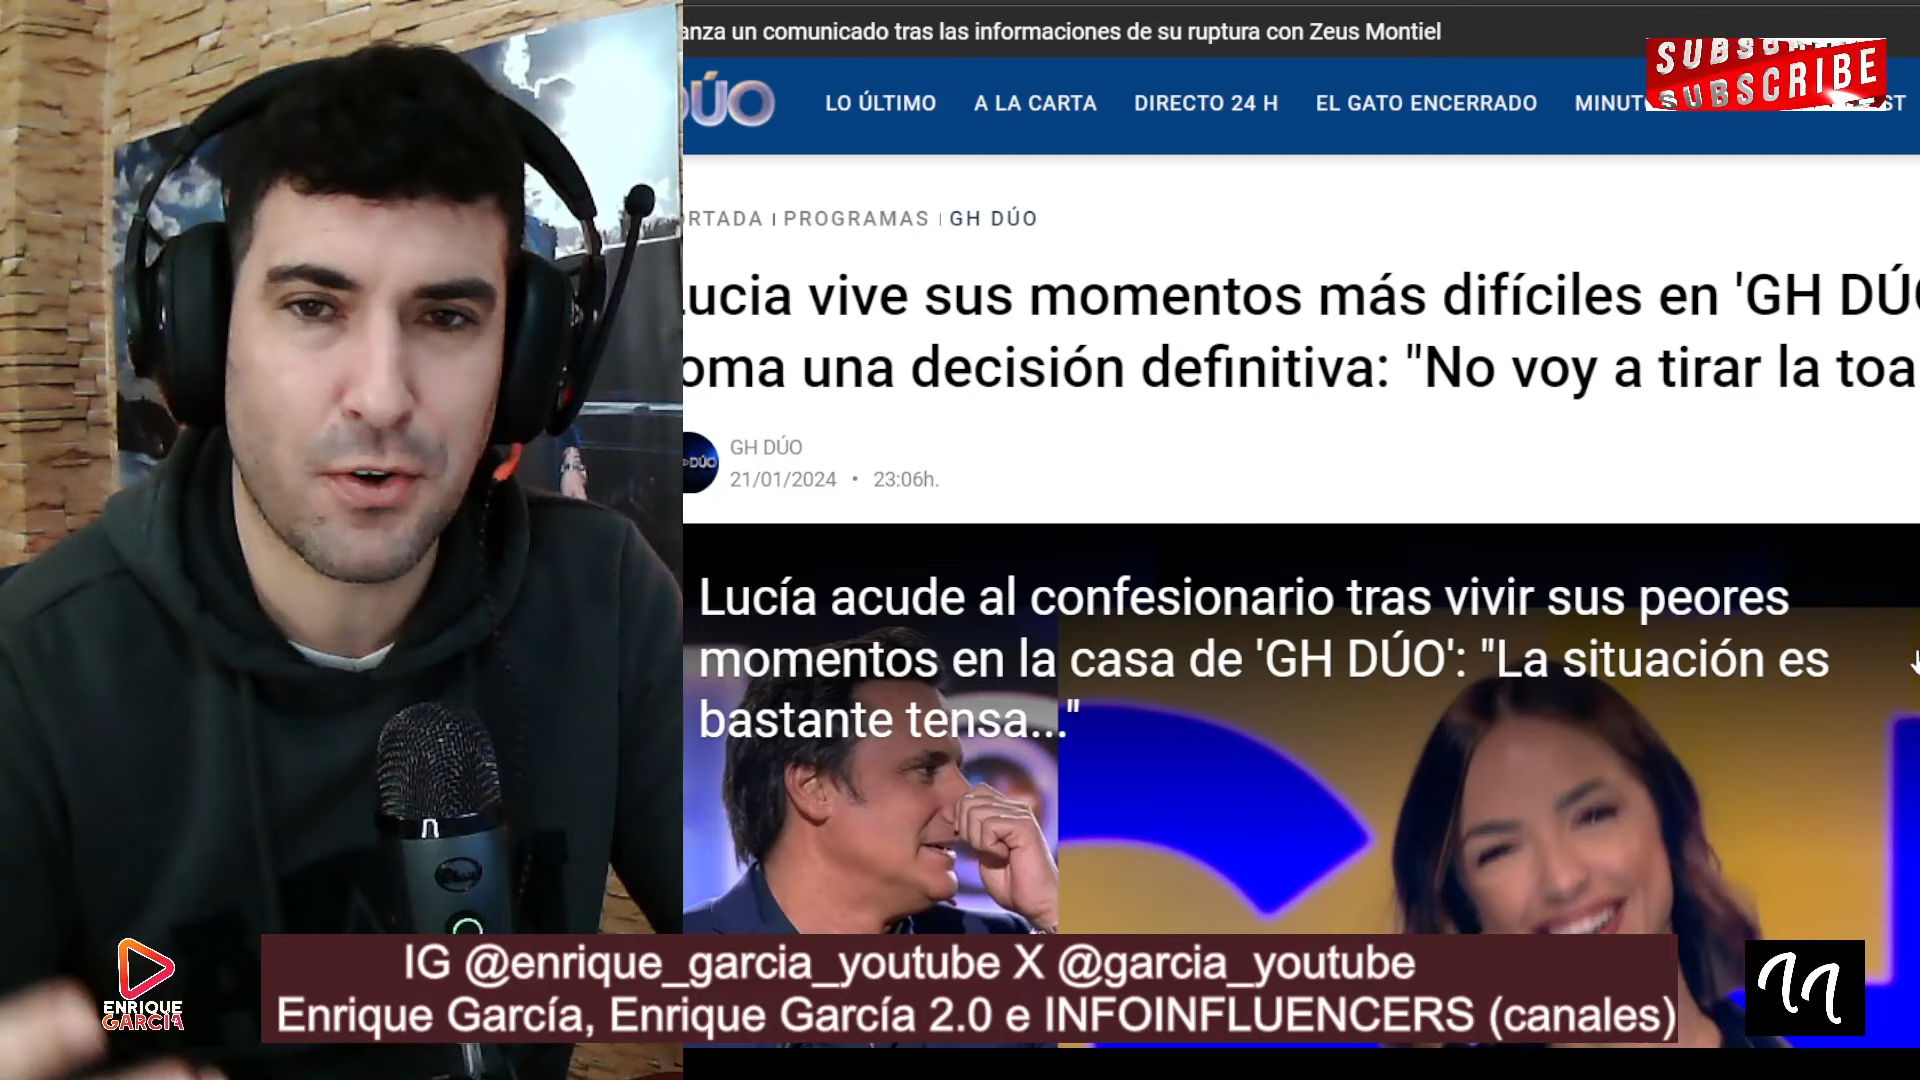 anza un comunicado tras las informaciones de su ruptura con Zeus Montiel
SUBSCRIBE
DÚO
LO ÚLTIMO
A LA CARTA
DIRECTO 24 H
EL GATO ENCERRADO
RTADA | PROGRAMAS | GH DÚO
ucia vive sus momentos más difíciles en 'GH DÚO
oma una decisión definitiva: "No voy a tirar la toa
DÚO
GH DÚO
21/01/2024 • 23:06h.
Lucía acude al confesionario tras vivir sus peores
momentos en la casa de 'GH DÚO': "La situación es
bastante tensa..."
ENRIQUE
GARCÍA
IG @enrique_garcia_youtube X @garcia_youtube
Enrique García, Enrique García 2.0 e INFOINFLUENCERS (canales)